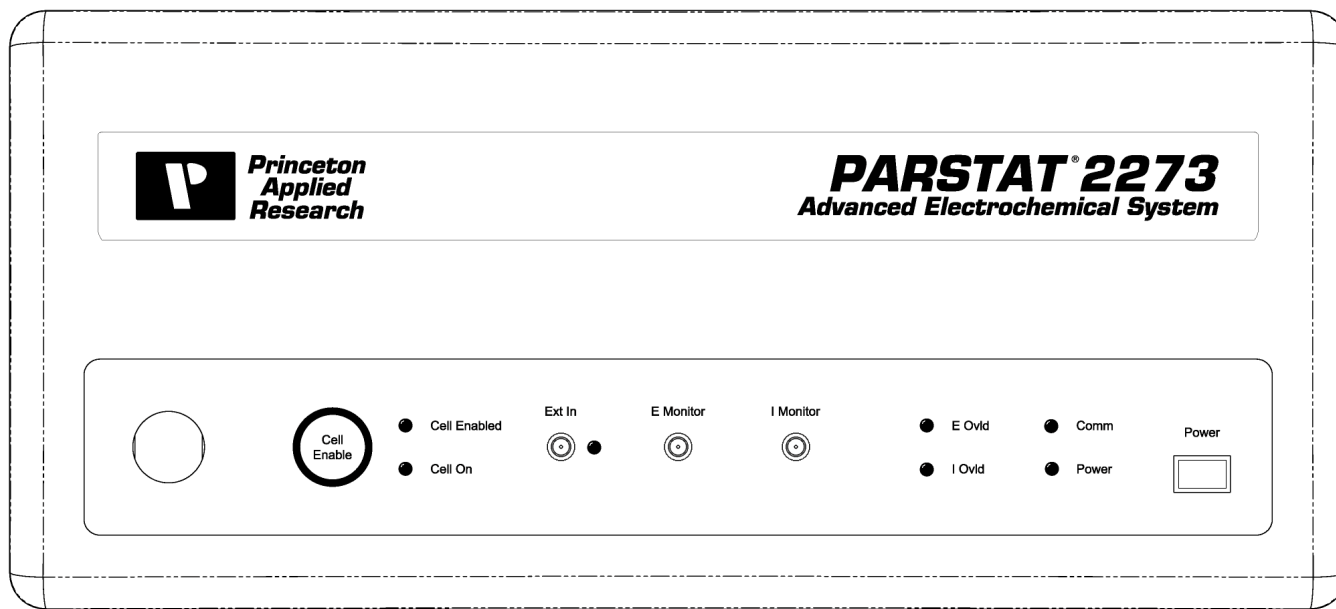 Princeton
Applied
Research
PARSTAT® 2273
Advanced Electrochemical System
Cell
Enable
Cell Enabled
Cell On
Ext In
E Monitor
I Monitor
E Ovld
I Ovld
Comm
Power
Power